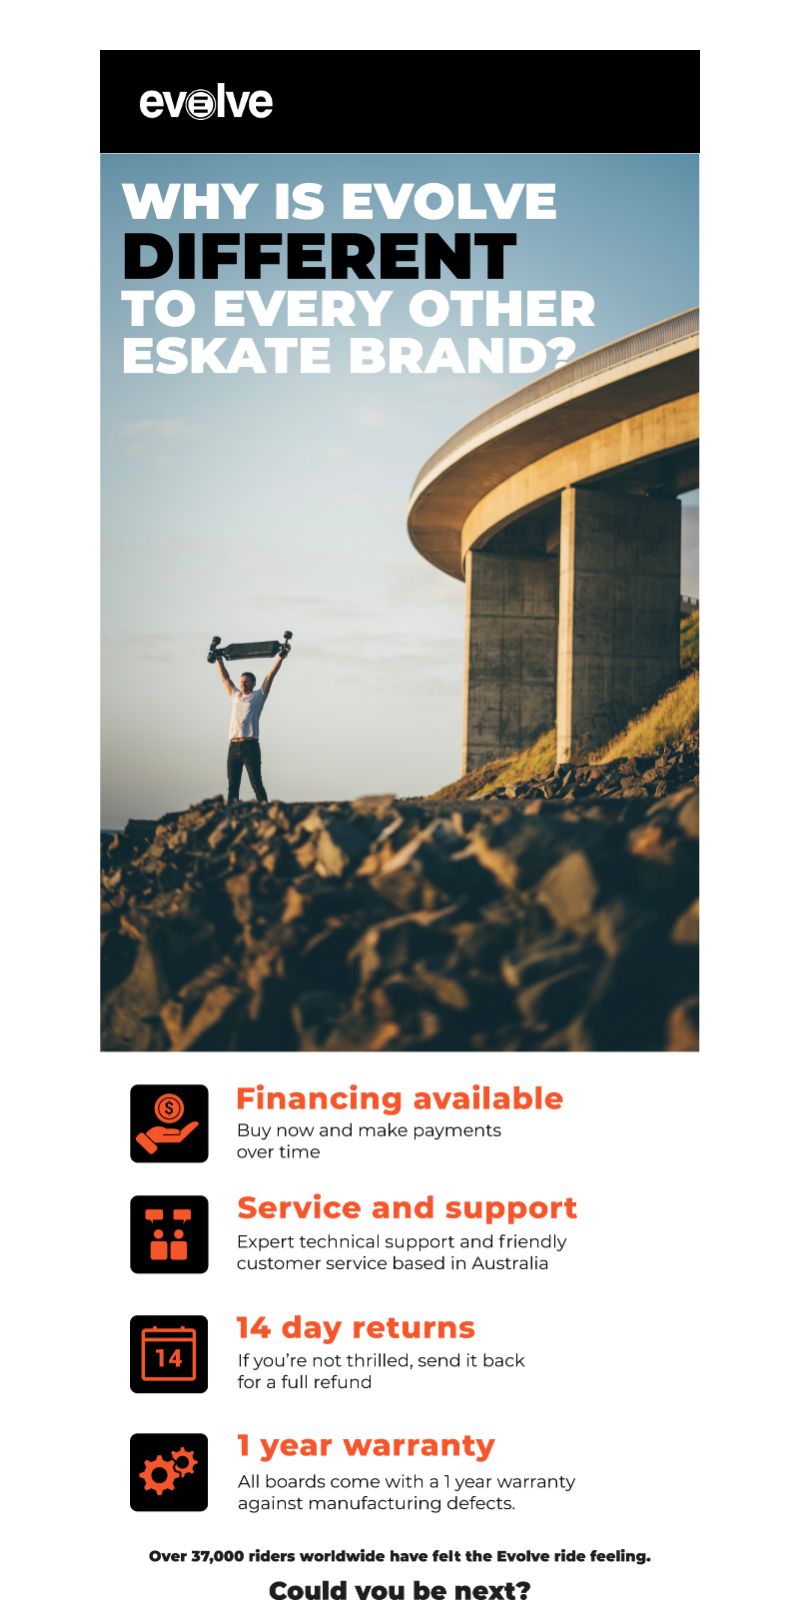 evolve
WHY IS EVOLVE
DIFFERENT
TO EVERY OTHER
ESKATE BRAND?
$
Financing available
Buy now and make payments
over time
Service and support
Expert technical support and friendly
customer service based in Australia
14
14 day returns
If you're not thrilled, send it back
for a full refund
1 year warranty
All boards come with a 1 year warranty
against manufacturing defects.
Over 37,000 riders worldwide have felt the Evolve ride feeling.
Could you be next?